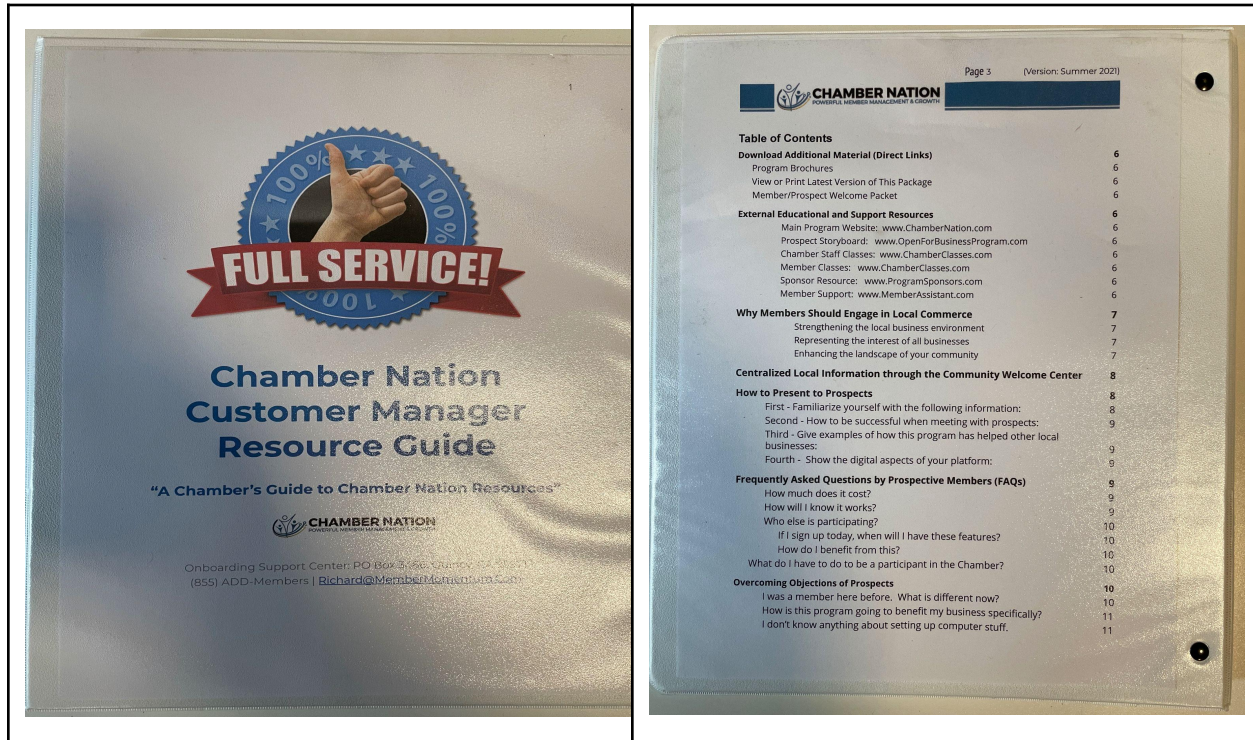 1
100% 100%
FULL SERVICE!
100%
Chamber Nation
Customer Manager
Resource Guide
“A Chamber's Guide to Chamber Nation Resources”
CHAMBER NATION
POWERFUL MEMBER MANAGEMENT & GROWTH
Onboarding Support Center: PO Box Quincy,
(855) ADD-Members | Richard@MemberMomentum.Com
Page 3 (Version: Summer 2021)
CHAMBER NATION
POWERFUL MEMBER MANAGEMENT & GROWTH
Table of Contents
Download Additional Material (Direct Links) 6
Program Brochures 6
View or Print Latest Version of This Package 6
Member/Prospect Welcome Packet 6
External Educational and Support Resources 6
Main Program Website: www.ChamberNation.com 6
Prospect Storyboard: www.OpenForBusinessProgram.com 6
Chamber Staff Classes: www.ChamberClasses.com 6
Member Classes: www.ChamberClasses.com 6
Sponsor Resource: www.ProgramSponsors.com 6
Member Support: www.MemberAssistant.com 6
Why Members Should Engage in Local Commerce 7
Strengthening the local business environment 7
Representing the interest of all businesses 7
Enhancing the landscape of your community 7
Centralized Local Information through the Community Welcome Center 8
How to Present to Prospects 8
First - Familiarize yourself with the following information: 8
Second - How to be successful when meeting with prospects: 9
Third - Give examples of how this program has helped other local
businesses: 9
Fourth - Show the digital aspects of your platform: 9
Frequently Asked Questions by Prospective Members (FAQs) 9
How much does it cost? 9
How will I know it works? 9
Who else is participating? 10
If I sign up today, when will I have these features? 10
How do I benefit from this? 10
What do I have to do to be a participant in the Chamber? 10
Overcoming Objections of Prospects 10
I was a member here before. What is different now? 10
How is this program going to benefit my business specifically? 11
I don't know anything about setting up computer stuff. 11